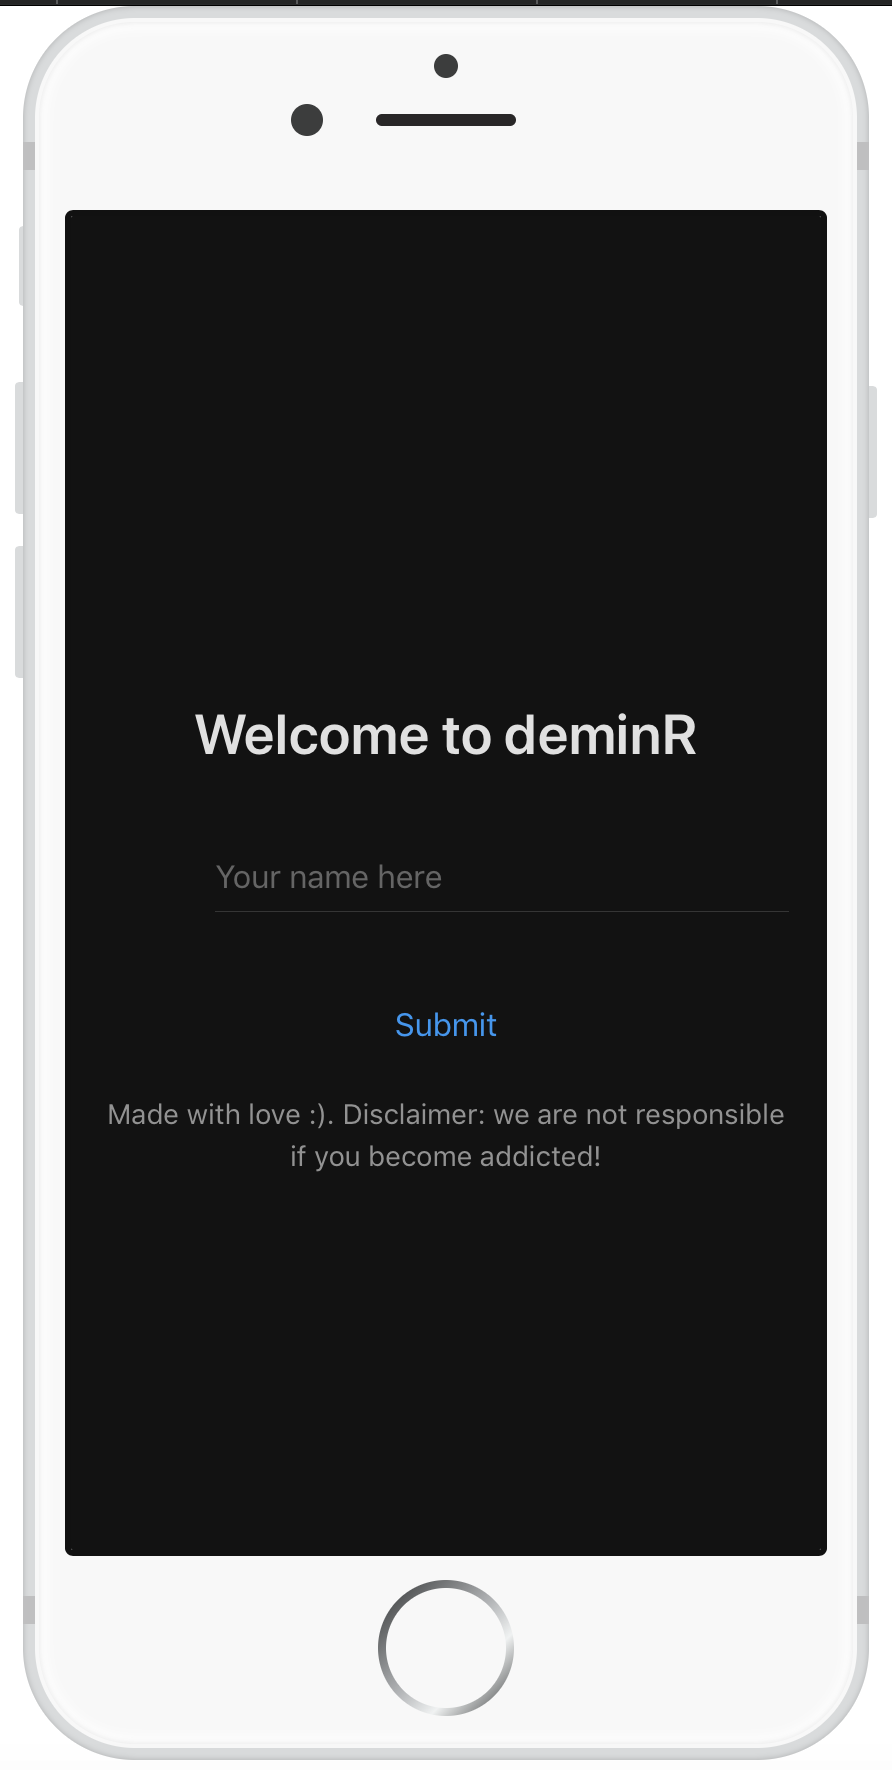 Welcome to deminR
Your name here
Submit
Made with love :). Disclaimer: we are not responsible
if you become addicted!